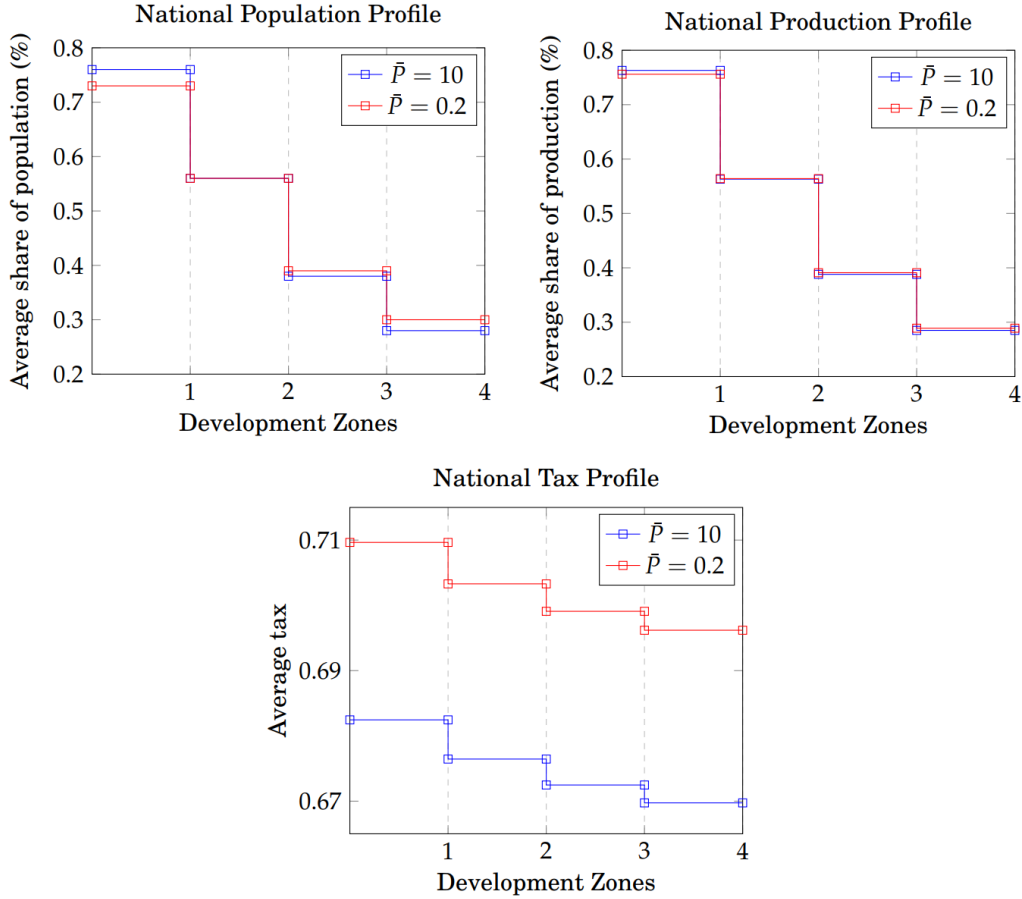 National Population Profile
Average share of population (%)
0.8
0.7
0.6
0.5
0.4
0.3
0.2
1 2 3 4
Development Zones
P̄ = 10
P̄ = 0.2
National Production Profile
Average share of production (%)
0.8
0.7
0.6
0.5
0.4
0.3
0.2
1 2 3 4
Development Zones
P̄ = 10
P̄ = 0.2
National Tax Profile
Average tax
0.71
0.69
0.67
1 2 3 4
Development Zones
P̄ = 10
P̄ = 0.2